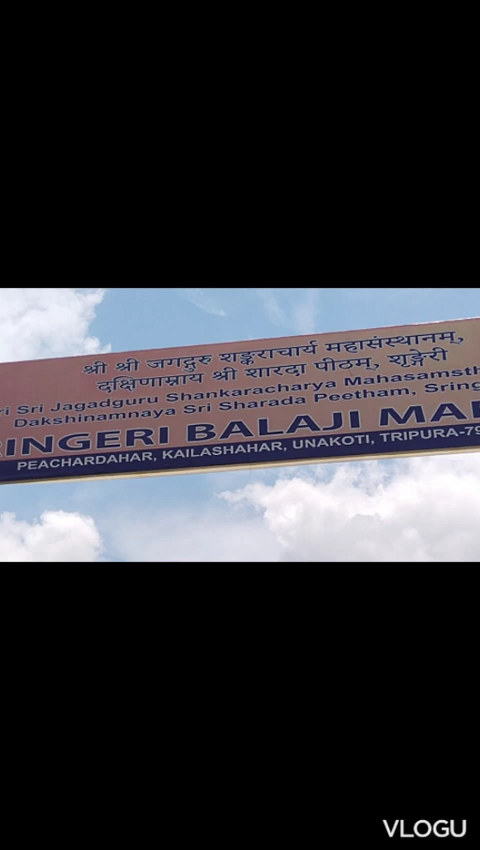 श्री श्री जगद्गुरु शङ्कराचार्य महासंस्थानम्,
दक्षिणाम्नाय श्री शारदा पीठम्, शृङ्गेरी
ri Sri Jagadguru Shankaracharya Mahasamsth
Dakshinamnaya Sri Sharada Peetham, Sring
RINGERI BALAJI MA
PEACHARDAHAR, KAILASHAHAR, UNAKOTI, TRIPURA-79
VLOGU